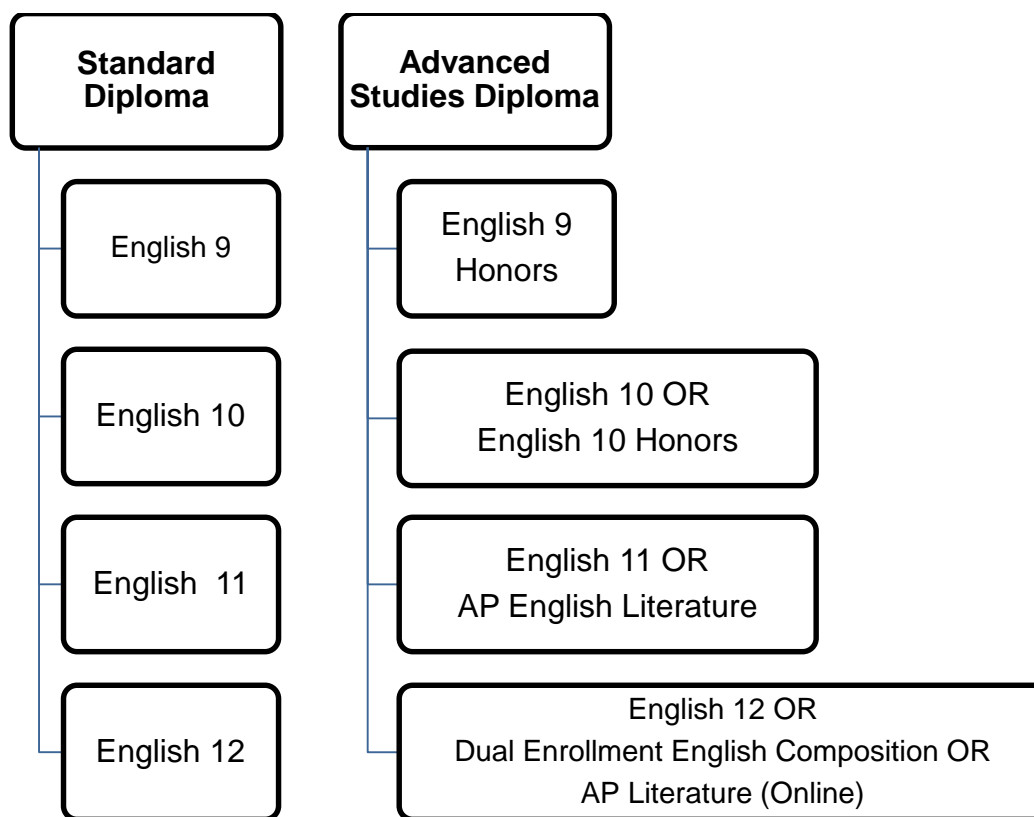 Standard
Diploma
English 9
English 10
English 11
English 12
Advanced
Studies Diploma
English 9
Honors
English 10 OR
English 10 Honors
English 11 OR
AP English Literature
English 12 OR
Dual Enrollment English Composition OR
AP Literature (Online)